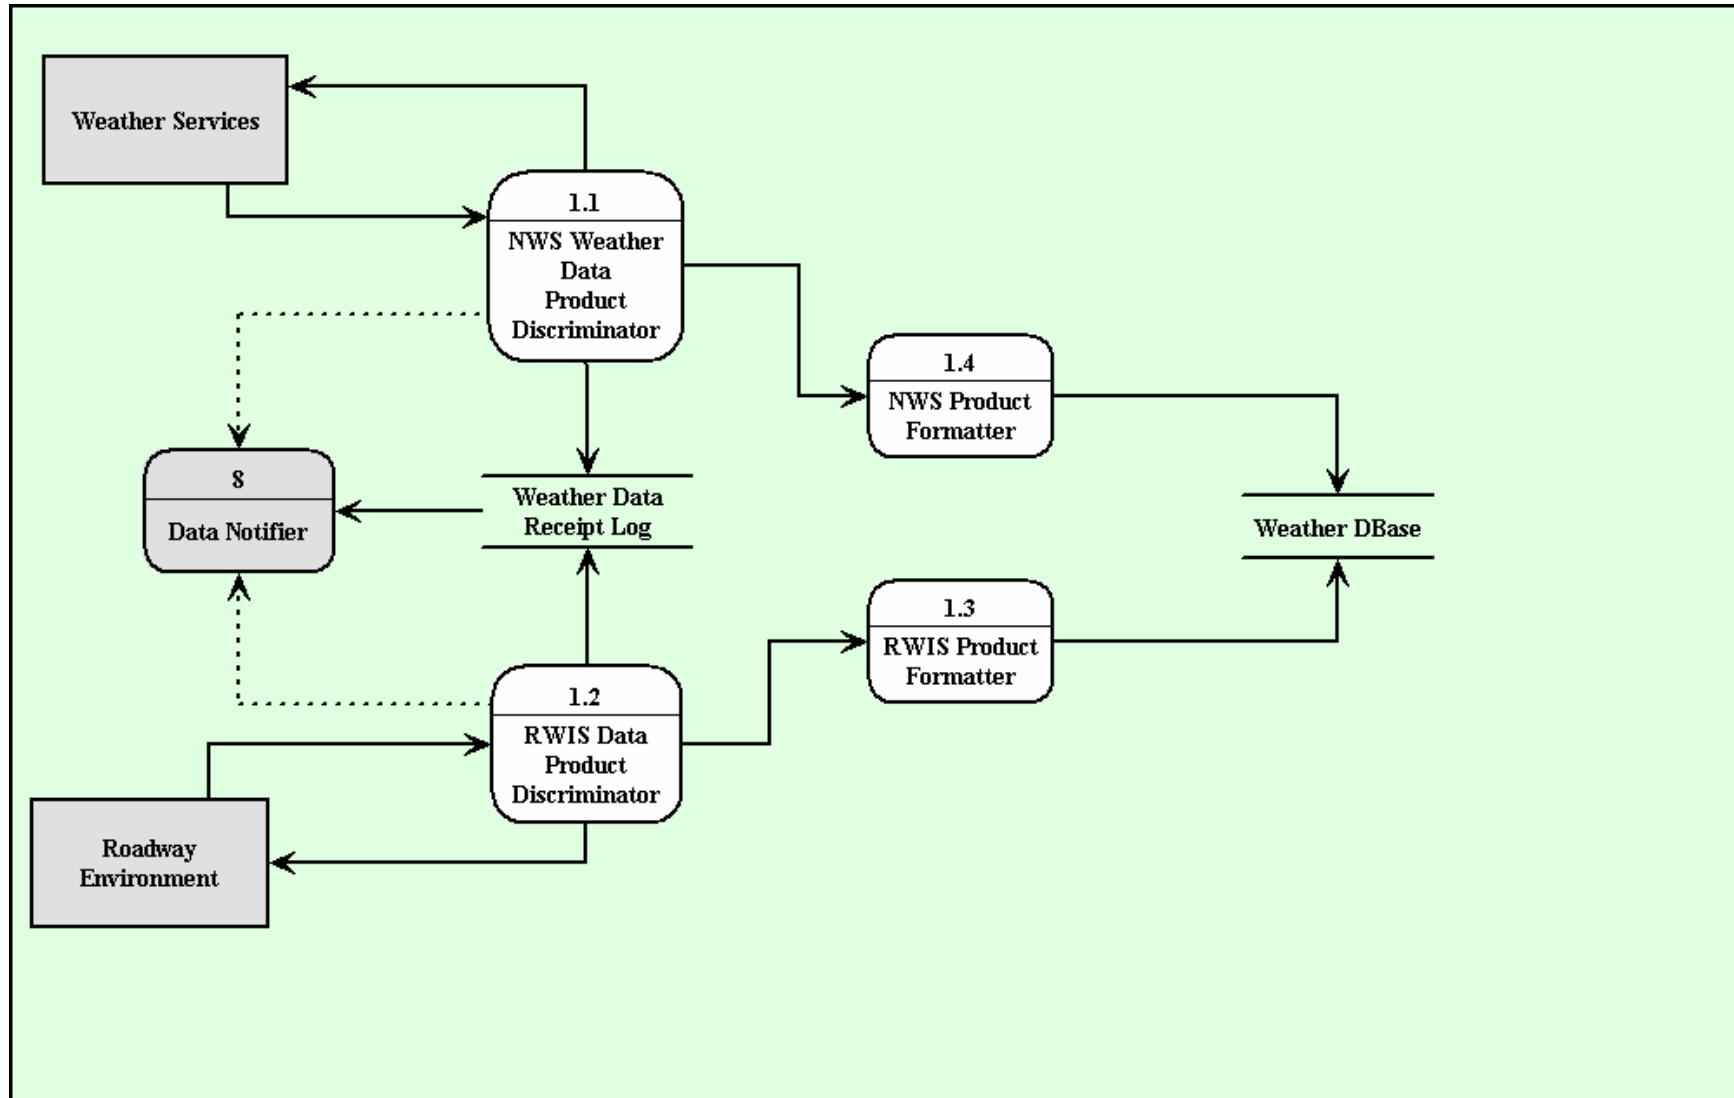 Weather Services
1.1
NWS Weather
Data
Product
Discriminator
1.4
NWS Product
Formatter
8
Data Notifier
Weather Data
Receipt Log
Weather DBase
1.3
RWIS Product
Formatter
1.2
RWIS Data
Product
Discriminator
Roadway
Environment